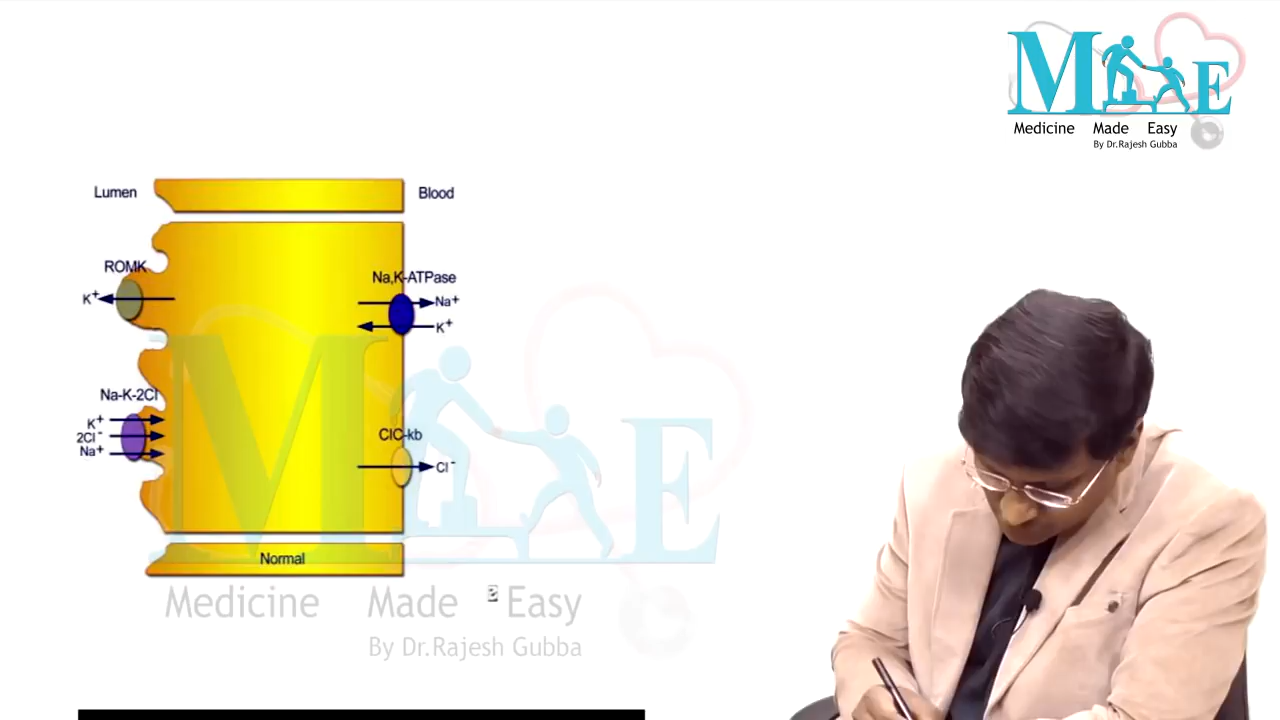 M E
Medicine Made Easy
By Dr.Rajesh Gubba
Lumen
Blood
ROMK
K+
Na,K-ATPase
Na+
K+
Na-K-2Cl
K+
2Cl-
Na+
ClC-kb
Cl-
Normal
M E
Medicine Made Easy
By Dr.Rajesh Gubba